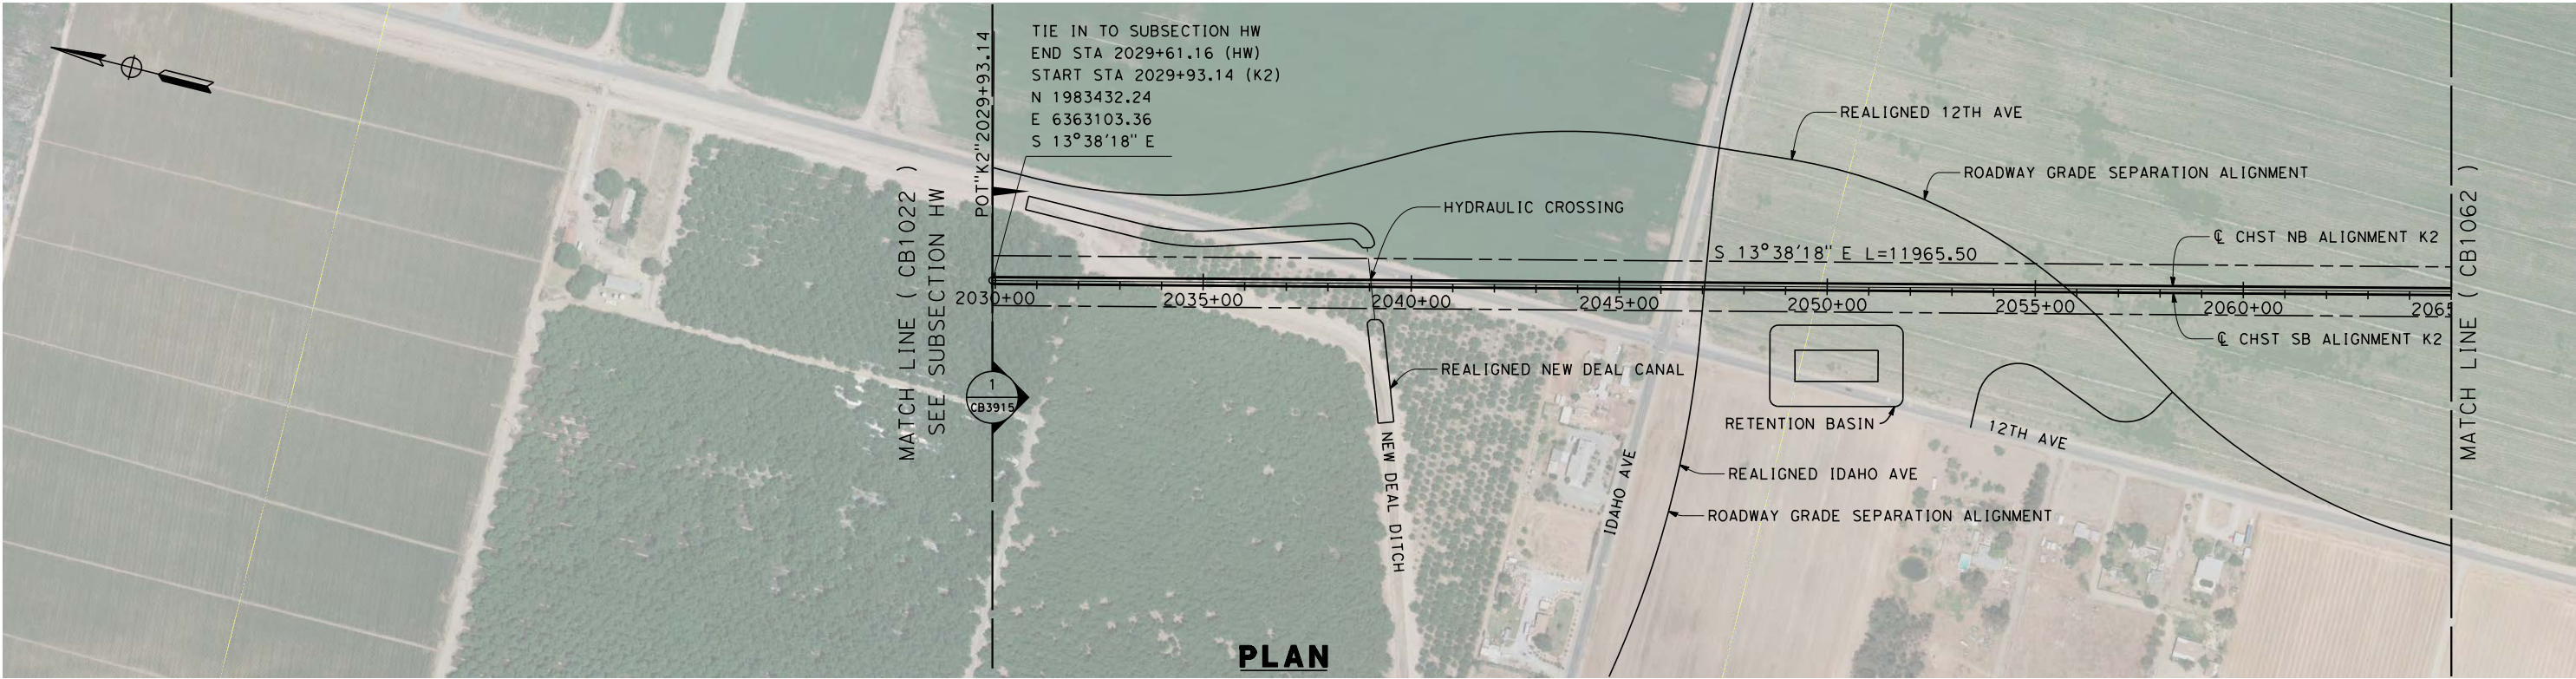 TIE IN TO SUBSECTION HW
END STA 2029+61.16 (HW)
START STA 2029+93.14 (K2)
N 1983432.24
E 6363103.36
S 13°38'18" E
POT"K2"2029+93.14
MATCH LINE ( CB1022 )
SEE SUBSECTION HW
REALIGNED 12TH AVE
ROADWAY GRADE SEPARATION ALIGNMENT
HYDRAULIC CROSSING
S 13°38'18" E L=11965.50
℄ CHST NB ALIGNMENT K2
2030+00
2035+00
2040+00
2045+00
2050+00
2055+00
2060+00
2065
℄ CHST SB ALIGNMENT K2
MATCH LINE ( CB1062 )
1
CB3915
REALIGNED NEW DEAL CANAL
NEW DEAL DITCH
RETENTION BASIN
12TH AVE
IDAHO AVE
REALIGNED IDAHO AVE
ROADWAY GRADE SEPARATION ALIGNMENT
PLAN